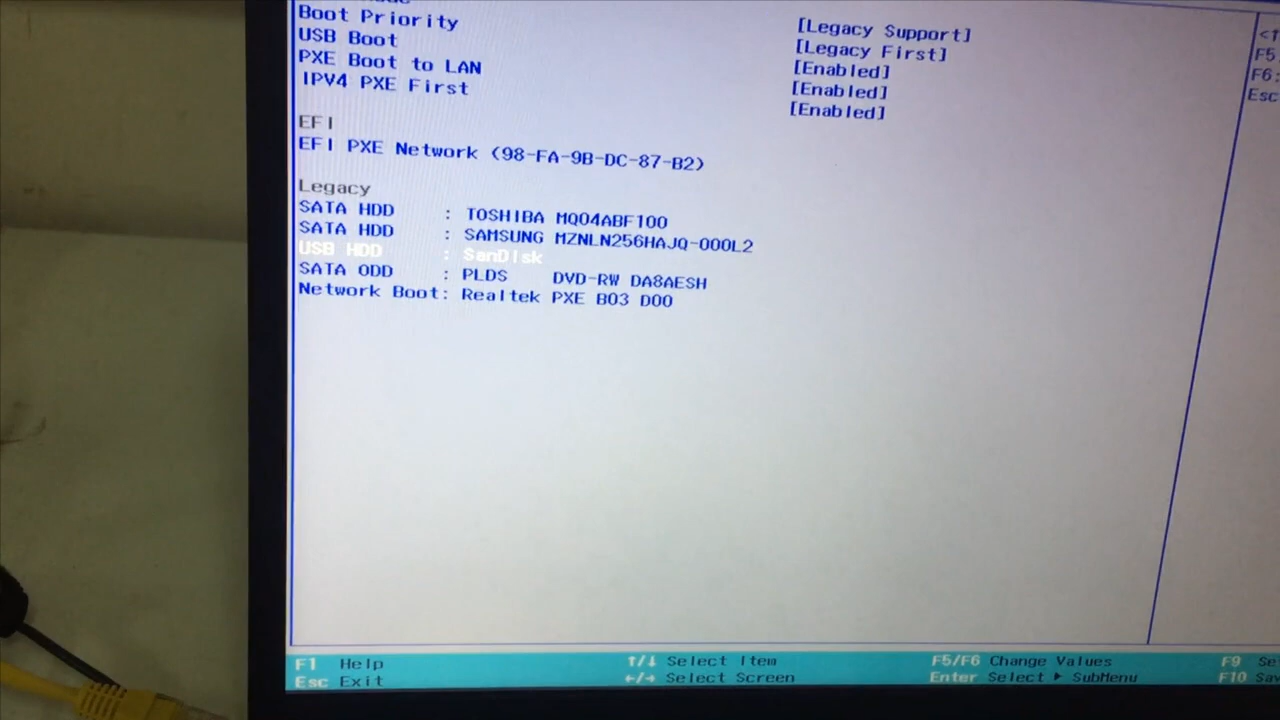 Boot Priority [Legacy Support]
USB Boot [Legacy First]
PXE Boot to LAN [Enabled]
IPV4 PXE First [Enabled]
[Enabled]
EFI
EFI PXE Network (98-FA-9B-DC-87-B2)
Legacy
SATA HDD : TOSHIBA MQ04ABF100
SATA HDD : SAMSUNG MZNLN256HAJQ-000L2
USB HDD : SanDisk
SATA ODD : PLDS DVD-RW DA8AESH
Network Boot: Realtek PXE B03 D00
F5
F6:
Esc
F1 Help ↑/↓ Select Item F5/F6 Change Values F9
Esc Exit ←/→ Select Screen Enter Select ▸ SubMenu F10